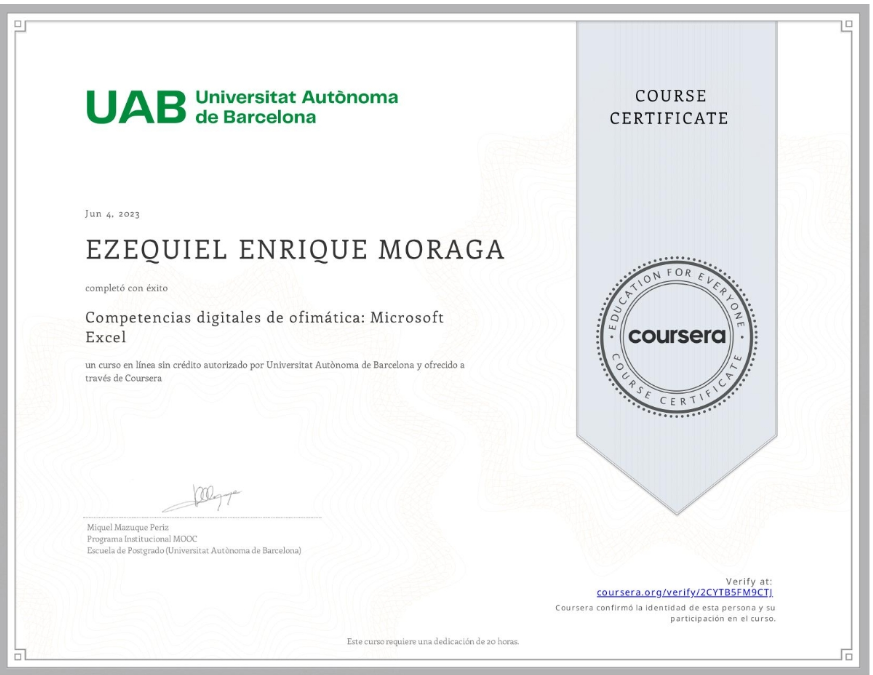 UAB Universitat Autònoma
de Barcelona
COURSE
CERTIFICATE
Jun 4, 2023
EZEQUIEL ENRIQUE MORAGA
completó con éxito
Competencias digitales de ofimática: Microsoft
Excel
un curso en línea sin crédito autorizado por Universitat Autònoma de Barcelona y ofrecido a
través de Coursera
EDUCATION FOR EVERYONE
coursera
COURSE CERTIFICATE
Miquel Mazuque Periz
Programa Institucional MOOC
Escuela de Postgrado (Universitat Autònoma de Barcelona)
Verify at:
coursera.org/verify/2CYTB5FM9CTJ
Coursera confirmó la identidad de esta persona y su
participación en el curso.
Este curso requiere una dedicación de 20 horas.